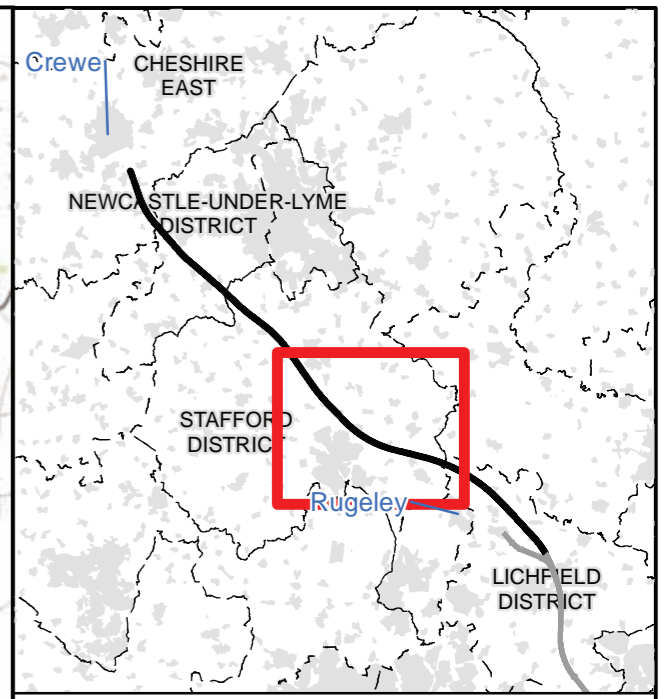 Crewe
CHESHIRE
EAST
NEWCASTLE-UNDER-LYME
DISTRICT
STAFFORD
DISTRICT
Rugeley
LICHFIELD
DISTRICT